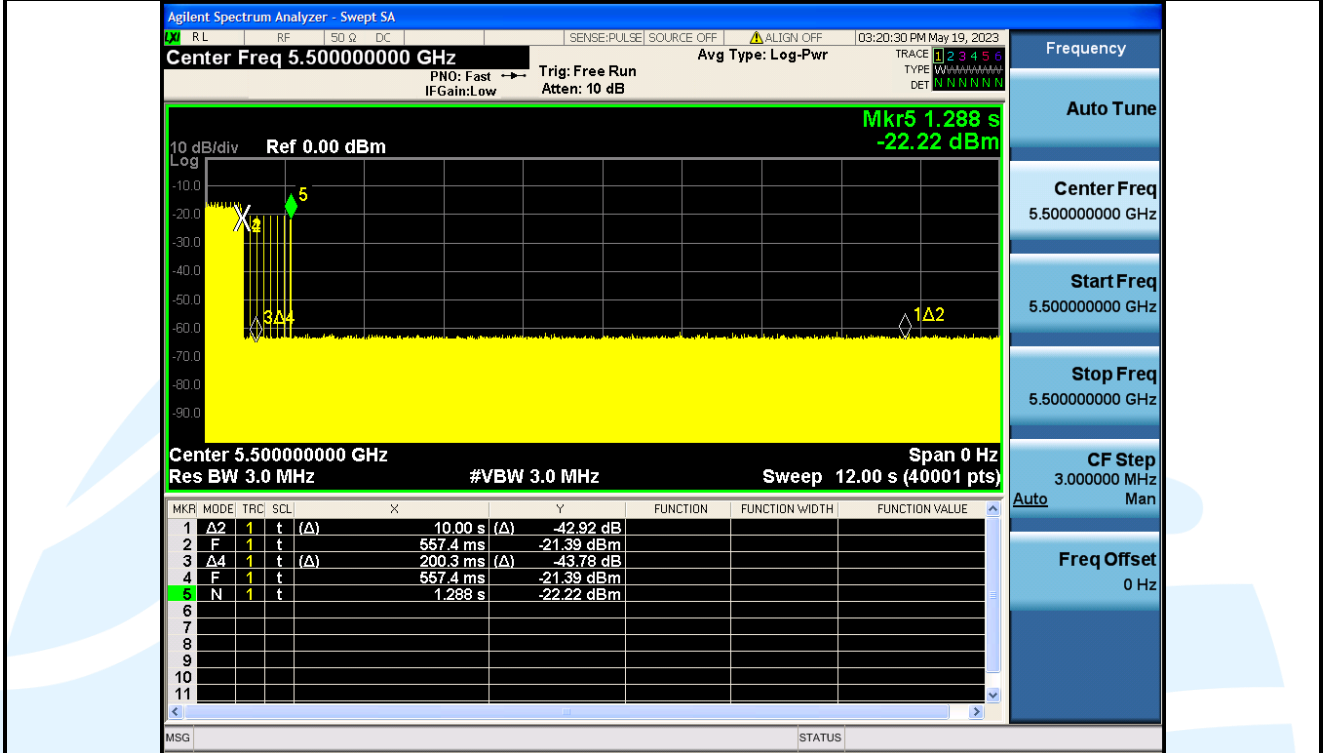 Agilent Spectrum Analyzer - Swept SA
LXI RL RF 50 Ω DC SENSE:PULSE SOURCE OFF ALIGN OFF 03:20:30 PM May 19, 2023
Center Freq 5.500000000 GHz Avg Type: Log-Pwr TRACE 1 2 3 4 5 6
PNO: Fast Trig: Free Run TYPE WWWWWW
IFGain:Low Atten: 10 dB DET N N N N N N
Mkr5 1.288 s
10 dB/div Ref 0.00 dBm -22.22 dBm
Log
-10.0
5
-20.0
2
-30.0
-40.0
-50.0
3Δ4 1Δ2
-60.0
-70.0
-80.0
-90.0
Center 5.500000000 GHz Span 0 Hz
Res BW 3.0 MHz #VBW 3.0 MHz Sweep 12.00 s (40001 pts)
MKR MODE TRC SCL X Y FUNCTION FUNCTION WIDTH FUNCTION VALUE
1 Δ2 1 t (Δ) 10.00 s (Δ) -42.92 dB
2 F 1 t 557.4 ms -21.39 dBm
3 Δ4 1 t (Δ) 200.3 ms (Δ) -43.78 dB
4 F 1 t 557.4 ms -21.39 dBm
5 N 1 t 1.288 s -22.22 dBm
6
7
8
9
10
11
MSG STATUS
Frequency
Auto Tune
Center Freq
5.500000000 GHz
Start Freq
5.500000000 GHz
Stop Freq
5.500000000 GHz
CF Step
3.000000 MHz
Auto Man
Freq Offset
0 Hz